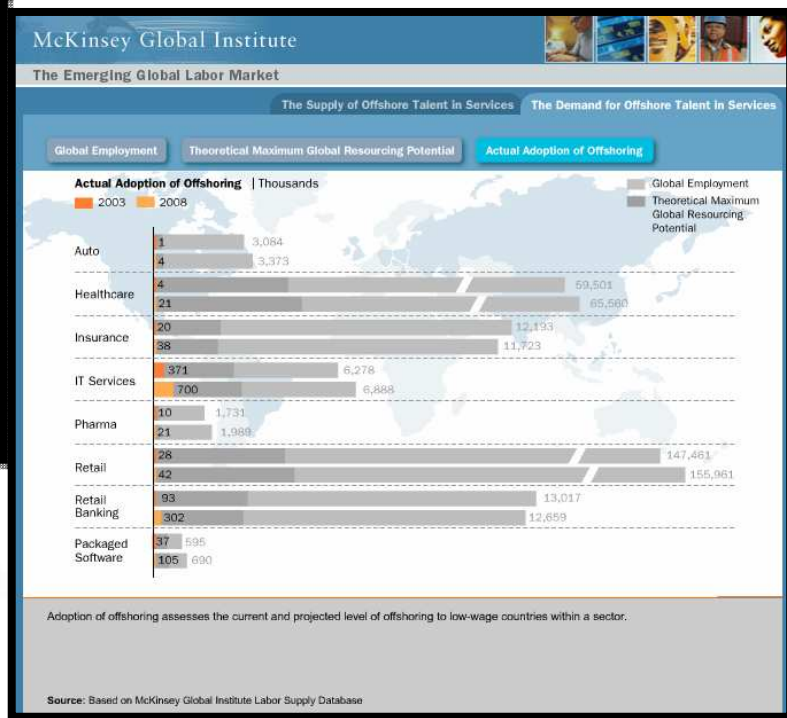 McKinsey Global Institute
The Emerging Global Labor Market
The Supply of Offshore Talent in Services
The Demand for Offshore Talent in Services
Global Employment
Theoretical Maximum Global Resourcing Potential
Actual Adoption of Offshoring
Actual Adoption of Offshoring | Thousands
2003 2008
Global Employment
Theoretical Maximum
Global Resourcing
Potential
Auto
1 3,084
4 3,373
Healthcare
4 59,501
21 65,560
Insurance
20 12,193
38 11,723
IT Services
371 6,278
700 6,888
Pharma
10 1,731
21 1,989
Retail
28 147,461
42 155,961
Retail
Banking
93 13,017
302 12,659
Packaged
Software
37 595
105 690
Adoption of offshoring assesses the current and projected level of offshoring to low-wage countries within a sector.
Source: Based on McKinsey Global Institute Labor Supply Database